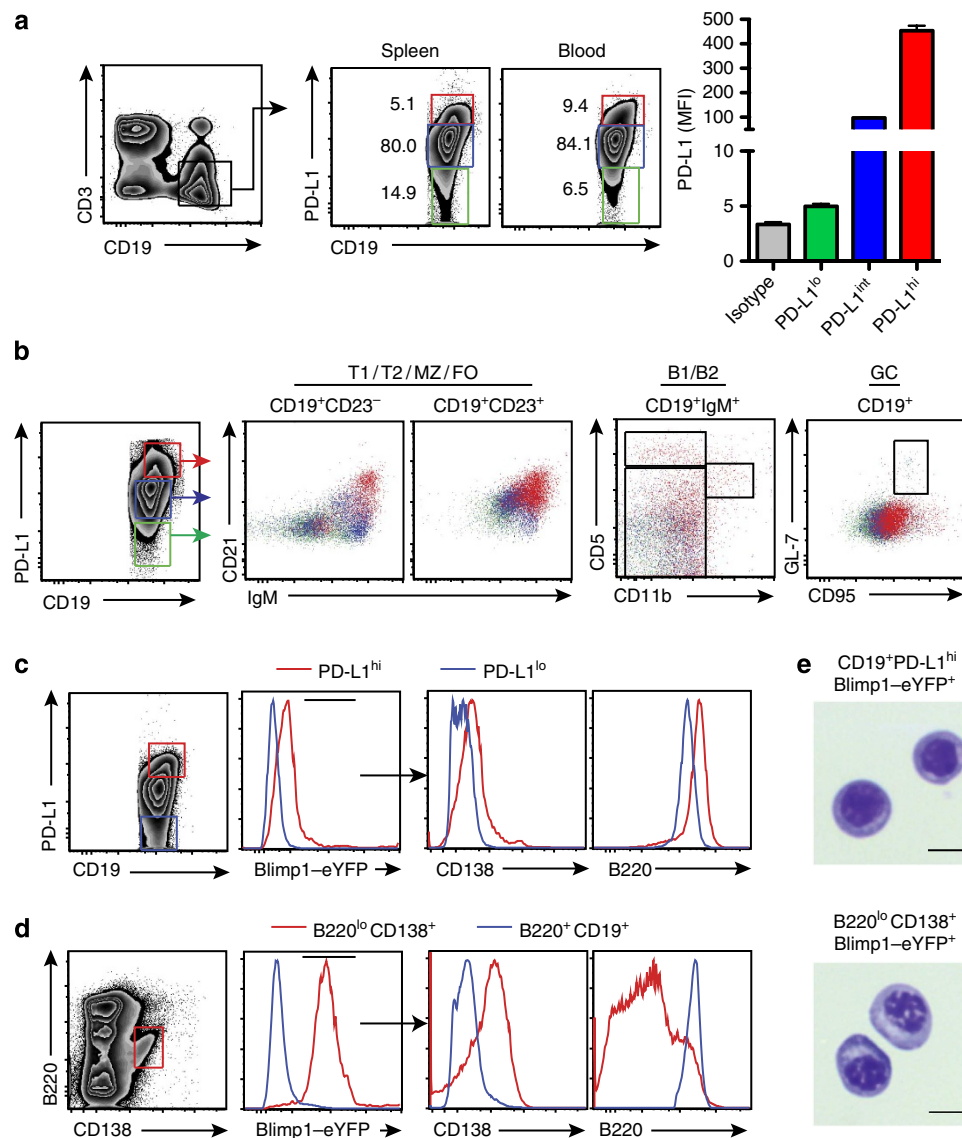 a
Spleen
Blood
CD3
CD19
PD-L1
5.1
80.0
14.9
9.4
84.1
6.5
CD19
PD-L1 (MFI)
500
400
300
200
100
10
5
0
Isotype
PD-L1lo
PD-L1int
PD-L1hi
b
T1/T2/MZ/FO
B1/B2
GC
CD19+CD23−
CD19+CD23+
CD19+IgM+
CD19+
PD-L1
CD19
CD21
IgM
CD5
CD11b
GL-7
CD95
c
PD-L1hi
PD-L1lo
PD-L1
CD19
Blimp1–eYFP
CD138
B220
d
B220lo CD138+
B220+ CD19+
B220
CD138
Blimp1–eYFP
CD138
B220
e
CD19+PD-L1hi
Blimp1–eYFP+
B220lo CD138+
Blimp1–eYFP+